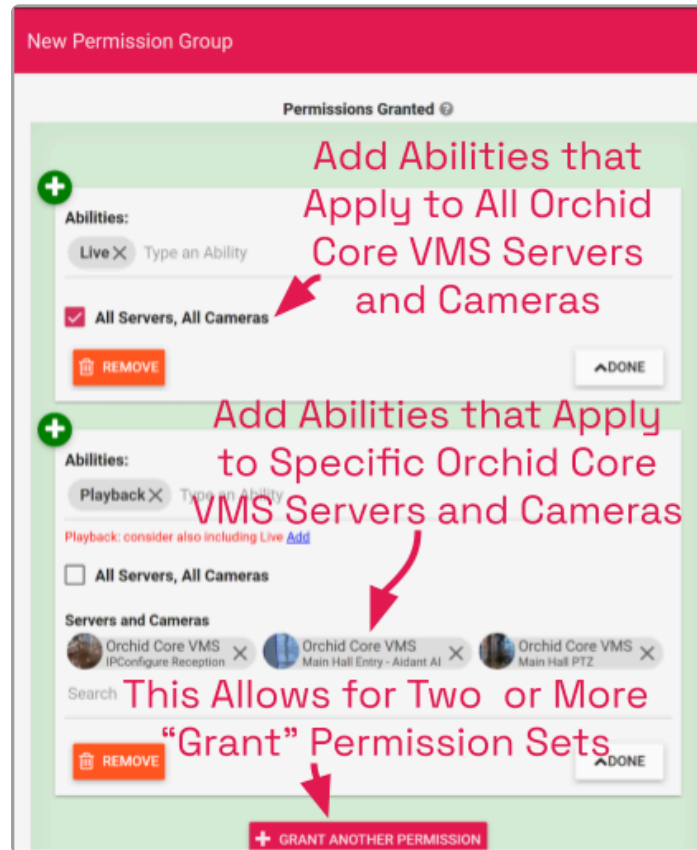 New Permission Group
Permissions Granted
Add Abilities that
Apply to All Orchid
Core VMS Servers
and Cameras
Abilities:
Live Type an Ability
All Servers, All Cameras
REMOVE
DONE
Add Abilities that Apply
to Specific Orchid Core
VMS Servers and Cameras
Abilities:
Playback Type an Ability
Playback: consider also including Live Add
All Servers, All Cameras
Servers and Cameras
Orchid Core VMS
IPConfigure Reception
Orchid Core VMS
Main Hall Entry - Aidant AI
Orchid Core VMS
Main Hall PTZ
Search
This Allows for Two or More
“Grant” Permission Sets
REMOVE
DONE
+ GRANT ANOTHER PERMISSION